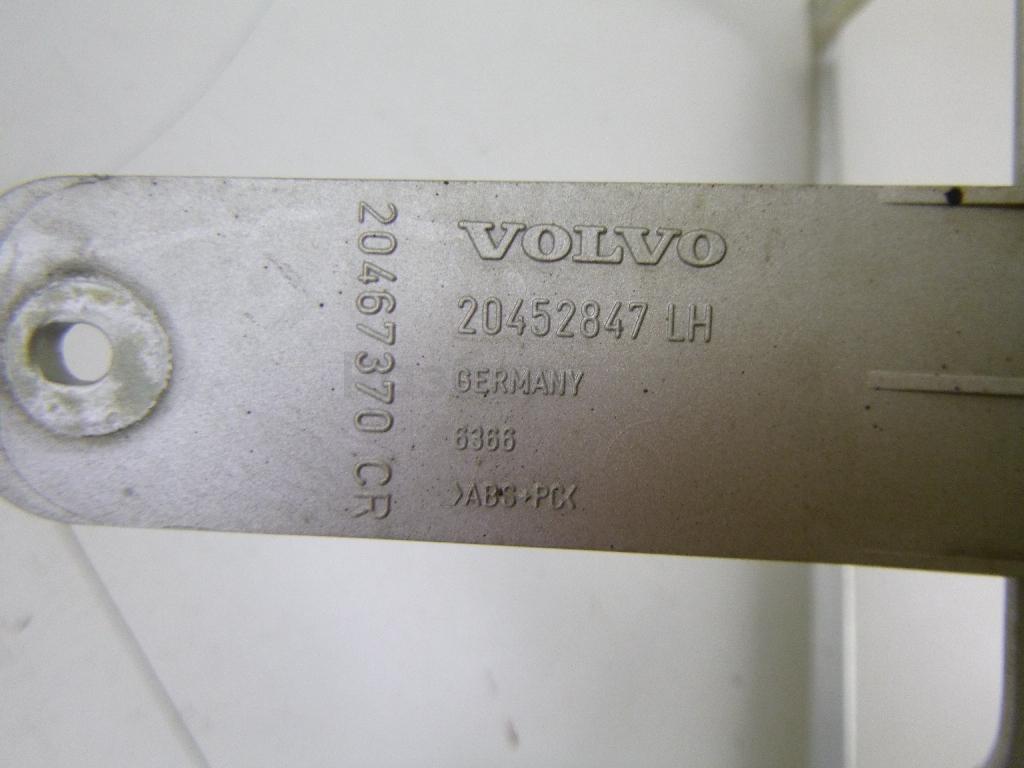 VOLVO
20452847 LH
GERMANY
6366
>ABS+PC<
20467370 CR